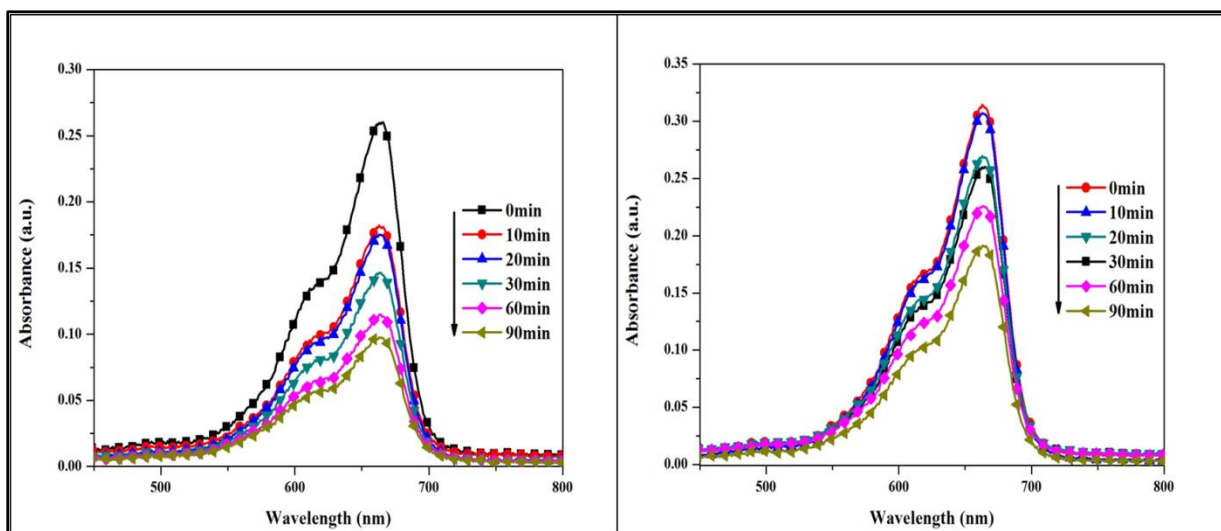 0.30
0.25
0.20
0.15
0.10
0.05
0.00
Absorbance (a.u.)
500 600 700 800
Wavelength (nm)
0min
10min
20min
30min
60min
90min
0.35
0.30
0.25
0.20
0.15
0.10
0.05
0.00
Absorbance (a.u.)
500 600 700 800
Wavelength (nm)
0min
10min
20min
30min
60min
90min